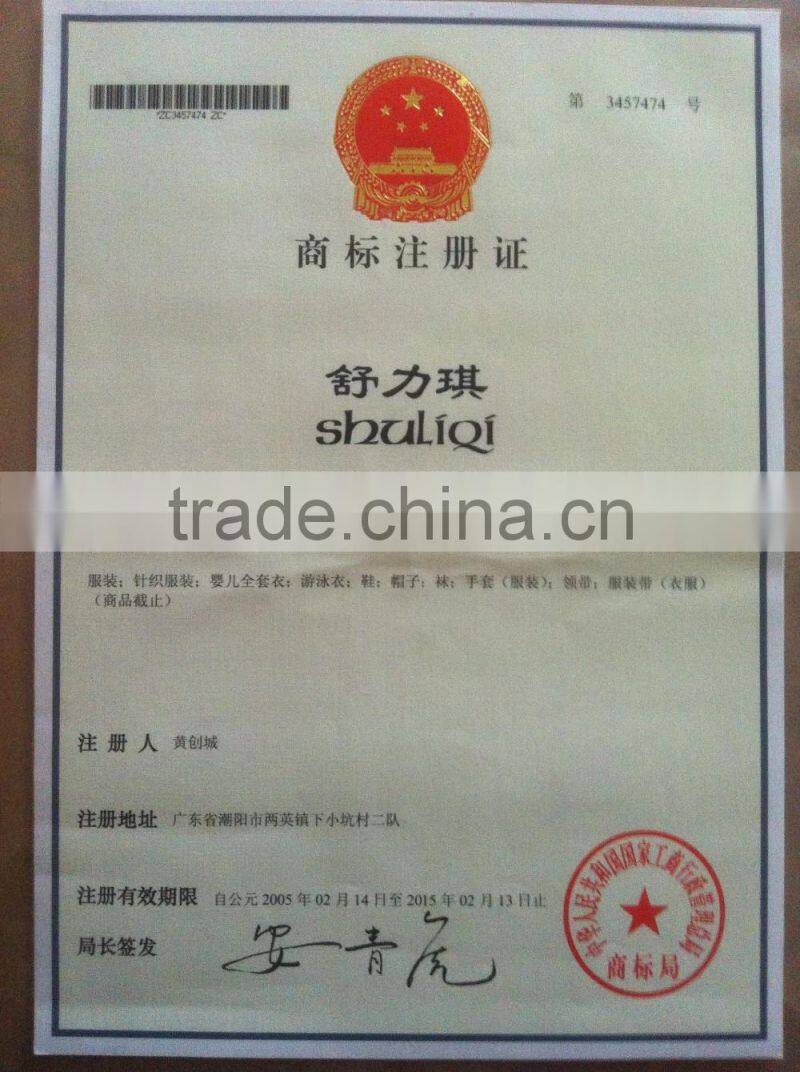 *ZC3457474 ZC*
第 3457474 号
商标注册证
舒力琪
shuliqi
trade.china.cn
服装；针织服装；婴儿全套衣；游泳衣；鞋；帽子；袜；手套（服装）；领带；服装带（衣服）
（商品截止）
注 册 人 黄创城
注册地址 广东省潮阳市两英镇下小坑村二队
注册有效期限 自公元 2005 年 02 月 14 日至 2015 年 02 月 13 日止
局长签发 安青虎
中华人民共和国国家工商行政管理总局
商标局